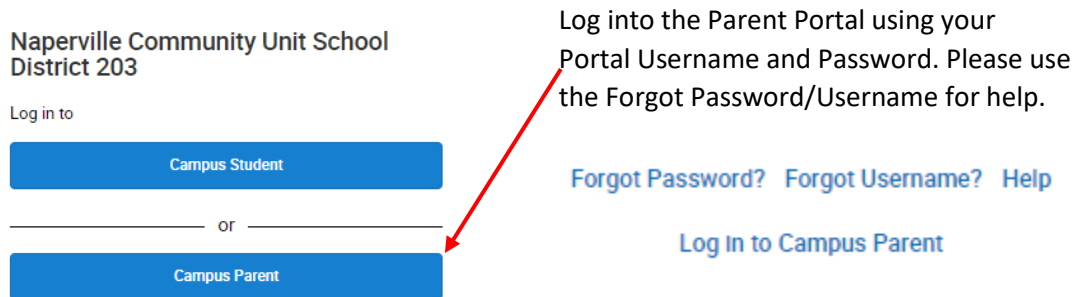 Naperville Community Unit School
District 203
Log in to
Campus Student
or
Campus Parent
Log into the Parent Portal using your
Portal Username and Password. Please use
the Forgot Password/Username for help.
Forgot Password? Forgot Username? Help
Log in to Campus Parent